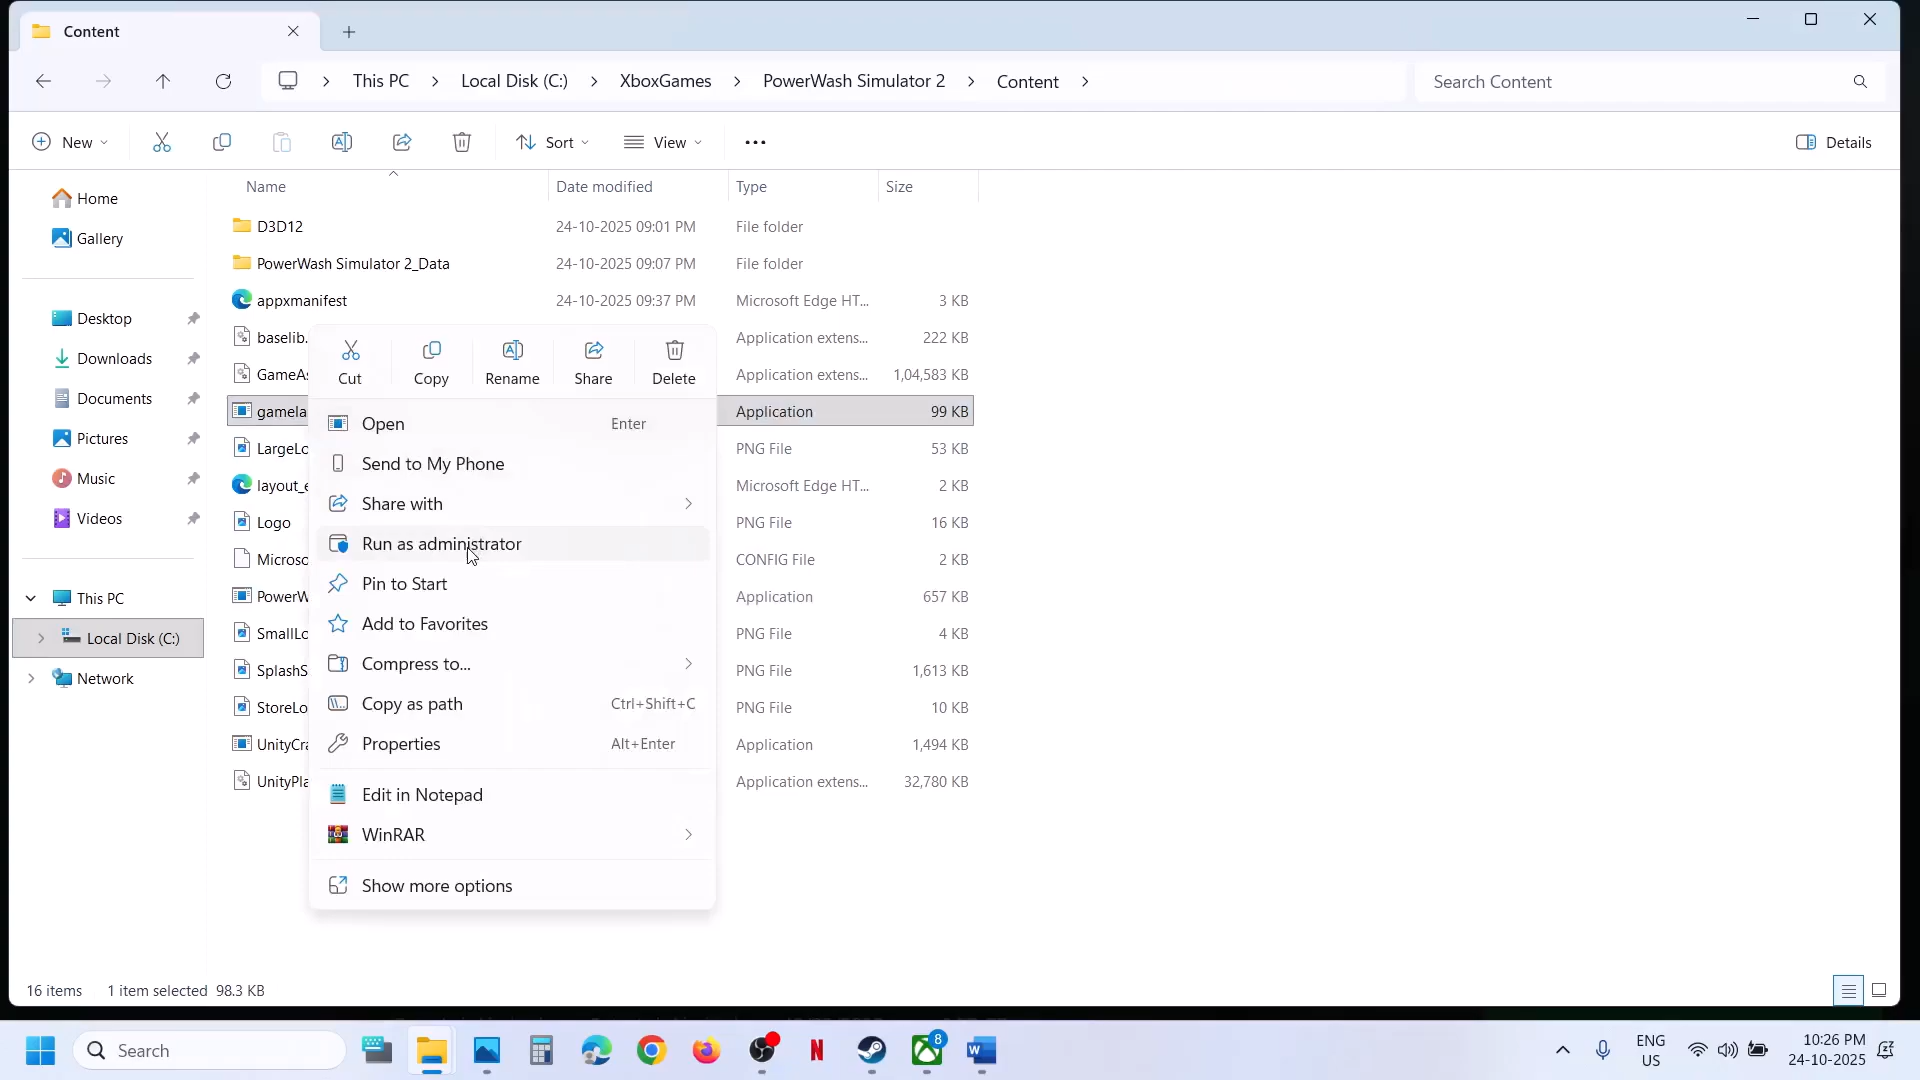 Content
This PC
Local Disk (C:)
XboxGames
PowerWash Simulator 2
Content
Search Content
New
Sort
View
Details
Name
Date modified
Type
Size
Home
Gallery
Desktop
Downloads
Documents
Pictures
Music
Videos
This PC
Local Disk (C:)
Network
D3D12 24-10-2025 09:01 PM File folder
PowerWash Simulator 2_Data 24-10-2025 09:07 PM File folder
appxmanifest 24-10-2025 09:37 PM Microsoft Edge HT... 3 KB
baselib. Application extens... 222 KB
GameAs Application extens... 1,04,583 KB
gamela Application 99 KB
LargeLo PNG File 53 KB
layout_e Microsoft Edge HT... 2 KB
Logo PNG File 16 KB
Microso CONFIG File 2 KB
PowerW Application 657 KB
SmallLo PNG File 4 KB
SplashS PNG File 1,613 KB
StoreLo PNG File 10 KB
UnityCra Application 1,494 KB
UnityPla Application extens... 32,780 KB
Cut
Copy
Rename
Share
Delete
Open Enter
Send to My Phone
Share with
Run as administrator
Pin to Start
Add to Favorites
Compress to...
Copy as path Ctrl+Shift+C
Properties Alt+Enter
Edit in Notepad
WinRAR
Show more options
16 items 1 item selected 98.3 KB
Search
8
ENG
US
10:26 PM
24-10-2025